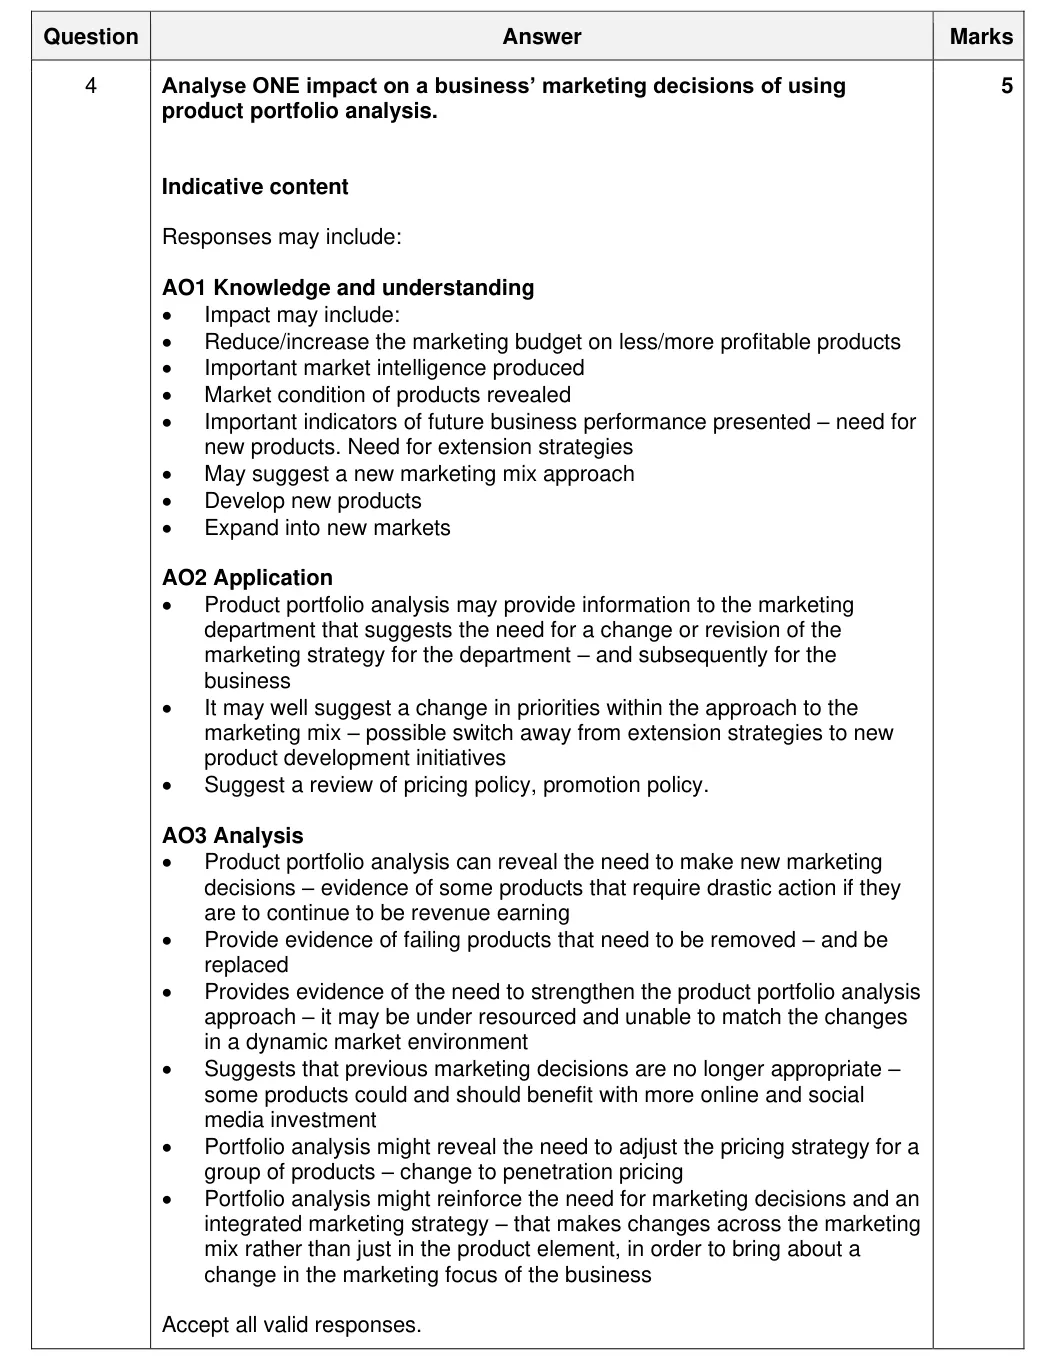 Question Answer Marks
4 Analyse ONE impact on a business’ marketing decisions of using 5
product portfolio analysis.
Indicative content
Responses may include:
AO1 Knowledge and understanding
• Impact may include:
• Reduce/increase the marketing budget on less/more profitable products
• Important market intelligence produced
• Market condition of products revealed
• Important indicators of future business performance presented – need for
new products. Need for extension strategies
• May suggest a new marketing mix approach
• Develop new products
• Expand into new markets
AO2 Application
• Product portfolio analysis may provide information to the marketing
department that suggests the need for a change or revision of the
marketing strategy for the department – and subsequently for the
business
• It may well suggest a change in priorities within the approach to the
marketing mix – possible switch away from extension strategies to new
product development initiatives
• Suggest a review of pricing policy, promotion policy.
AO3 Analysis
• Product portfolio analysis can reveal the need to make new marketing
decisions – evidence of some products that require drastic action if they
are to continue to be revenue earning
• Provide evidence of failing products that need to be removed – and be
replaced
• Provides evidence of the need to strengthen the product portfolio analysis
approach – it may be under resourced and unable to match the changes
in a dynamic market environment
• Suggests that previous marketing decisions are no longer appropriate –
some products could and should benefit with more online and social
media investment
• Portfolio analysis might reveal the need to adjust the pricing strategy for a
group of products – change to penetration pricing
• Portfolio analysis might reinforce the need for marketing decisions and an
integrated marketing strategy – that makes changes across the marketing
mix rather than just in the product element, in order to bring about a
change in the marketing focus of the business
Accept all valid responses.